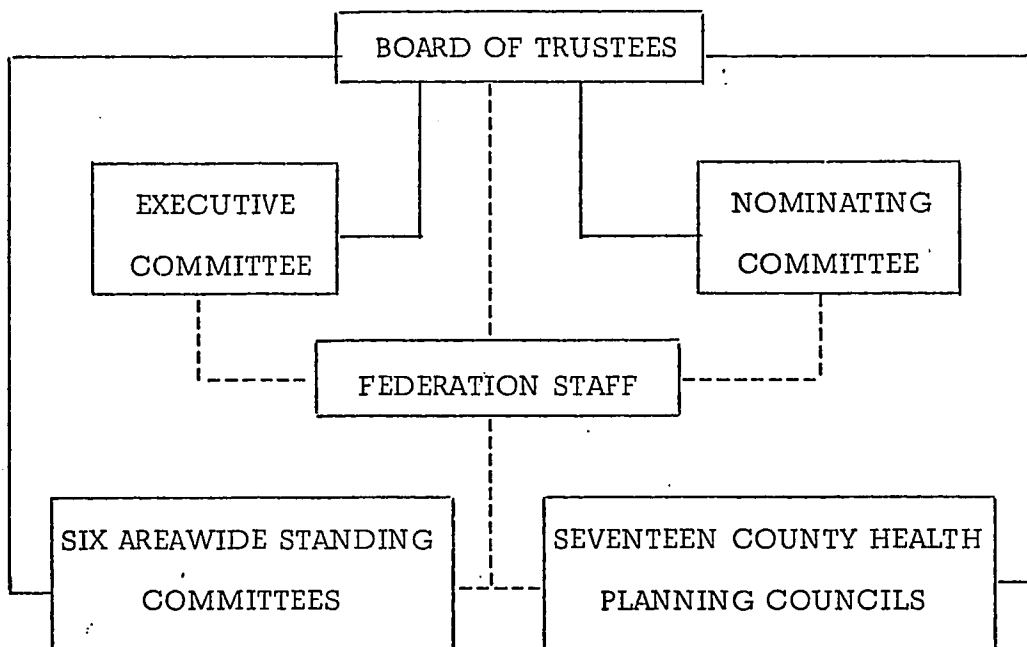 BOARD OF TRUSTEES
EXECUTIVE
COMMITTEE
NOMINATING
COMMITTEE
FEDERATION STAFF
SIX AREAWIDE STANDING
COMMITTEES
SEVENTEEN COUNTY HEALTH
PLANNING COUNCILS